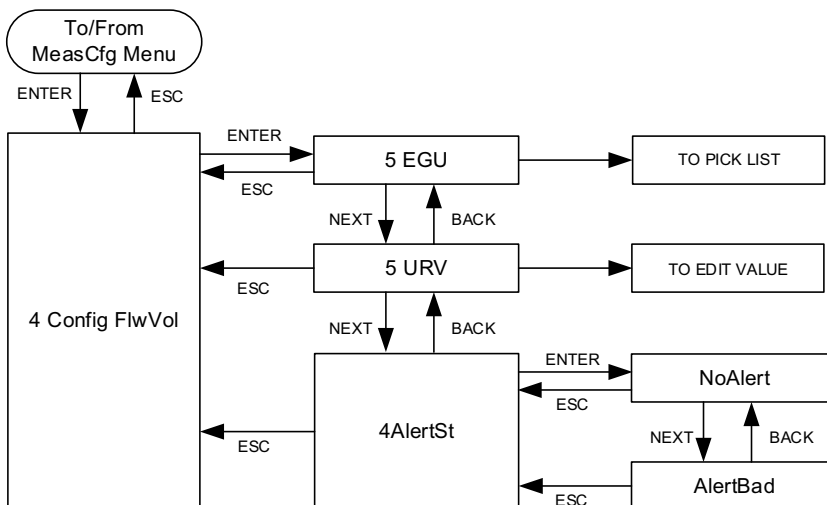 To/From
MeasCfg Menu
ENTER
ESC
ENTER
5 EGU
TO PICK LIST
ESC
NEXT
BACK
5 URV
TO EDIT VALUE
ESC
4 Config FlwVol
NEXT
BACK
ENTER
NoAlert
ESC
4AlertSt
NEXT
BACK
ESC
AlertBad
ESC